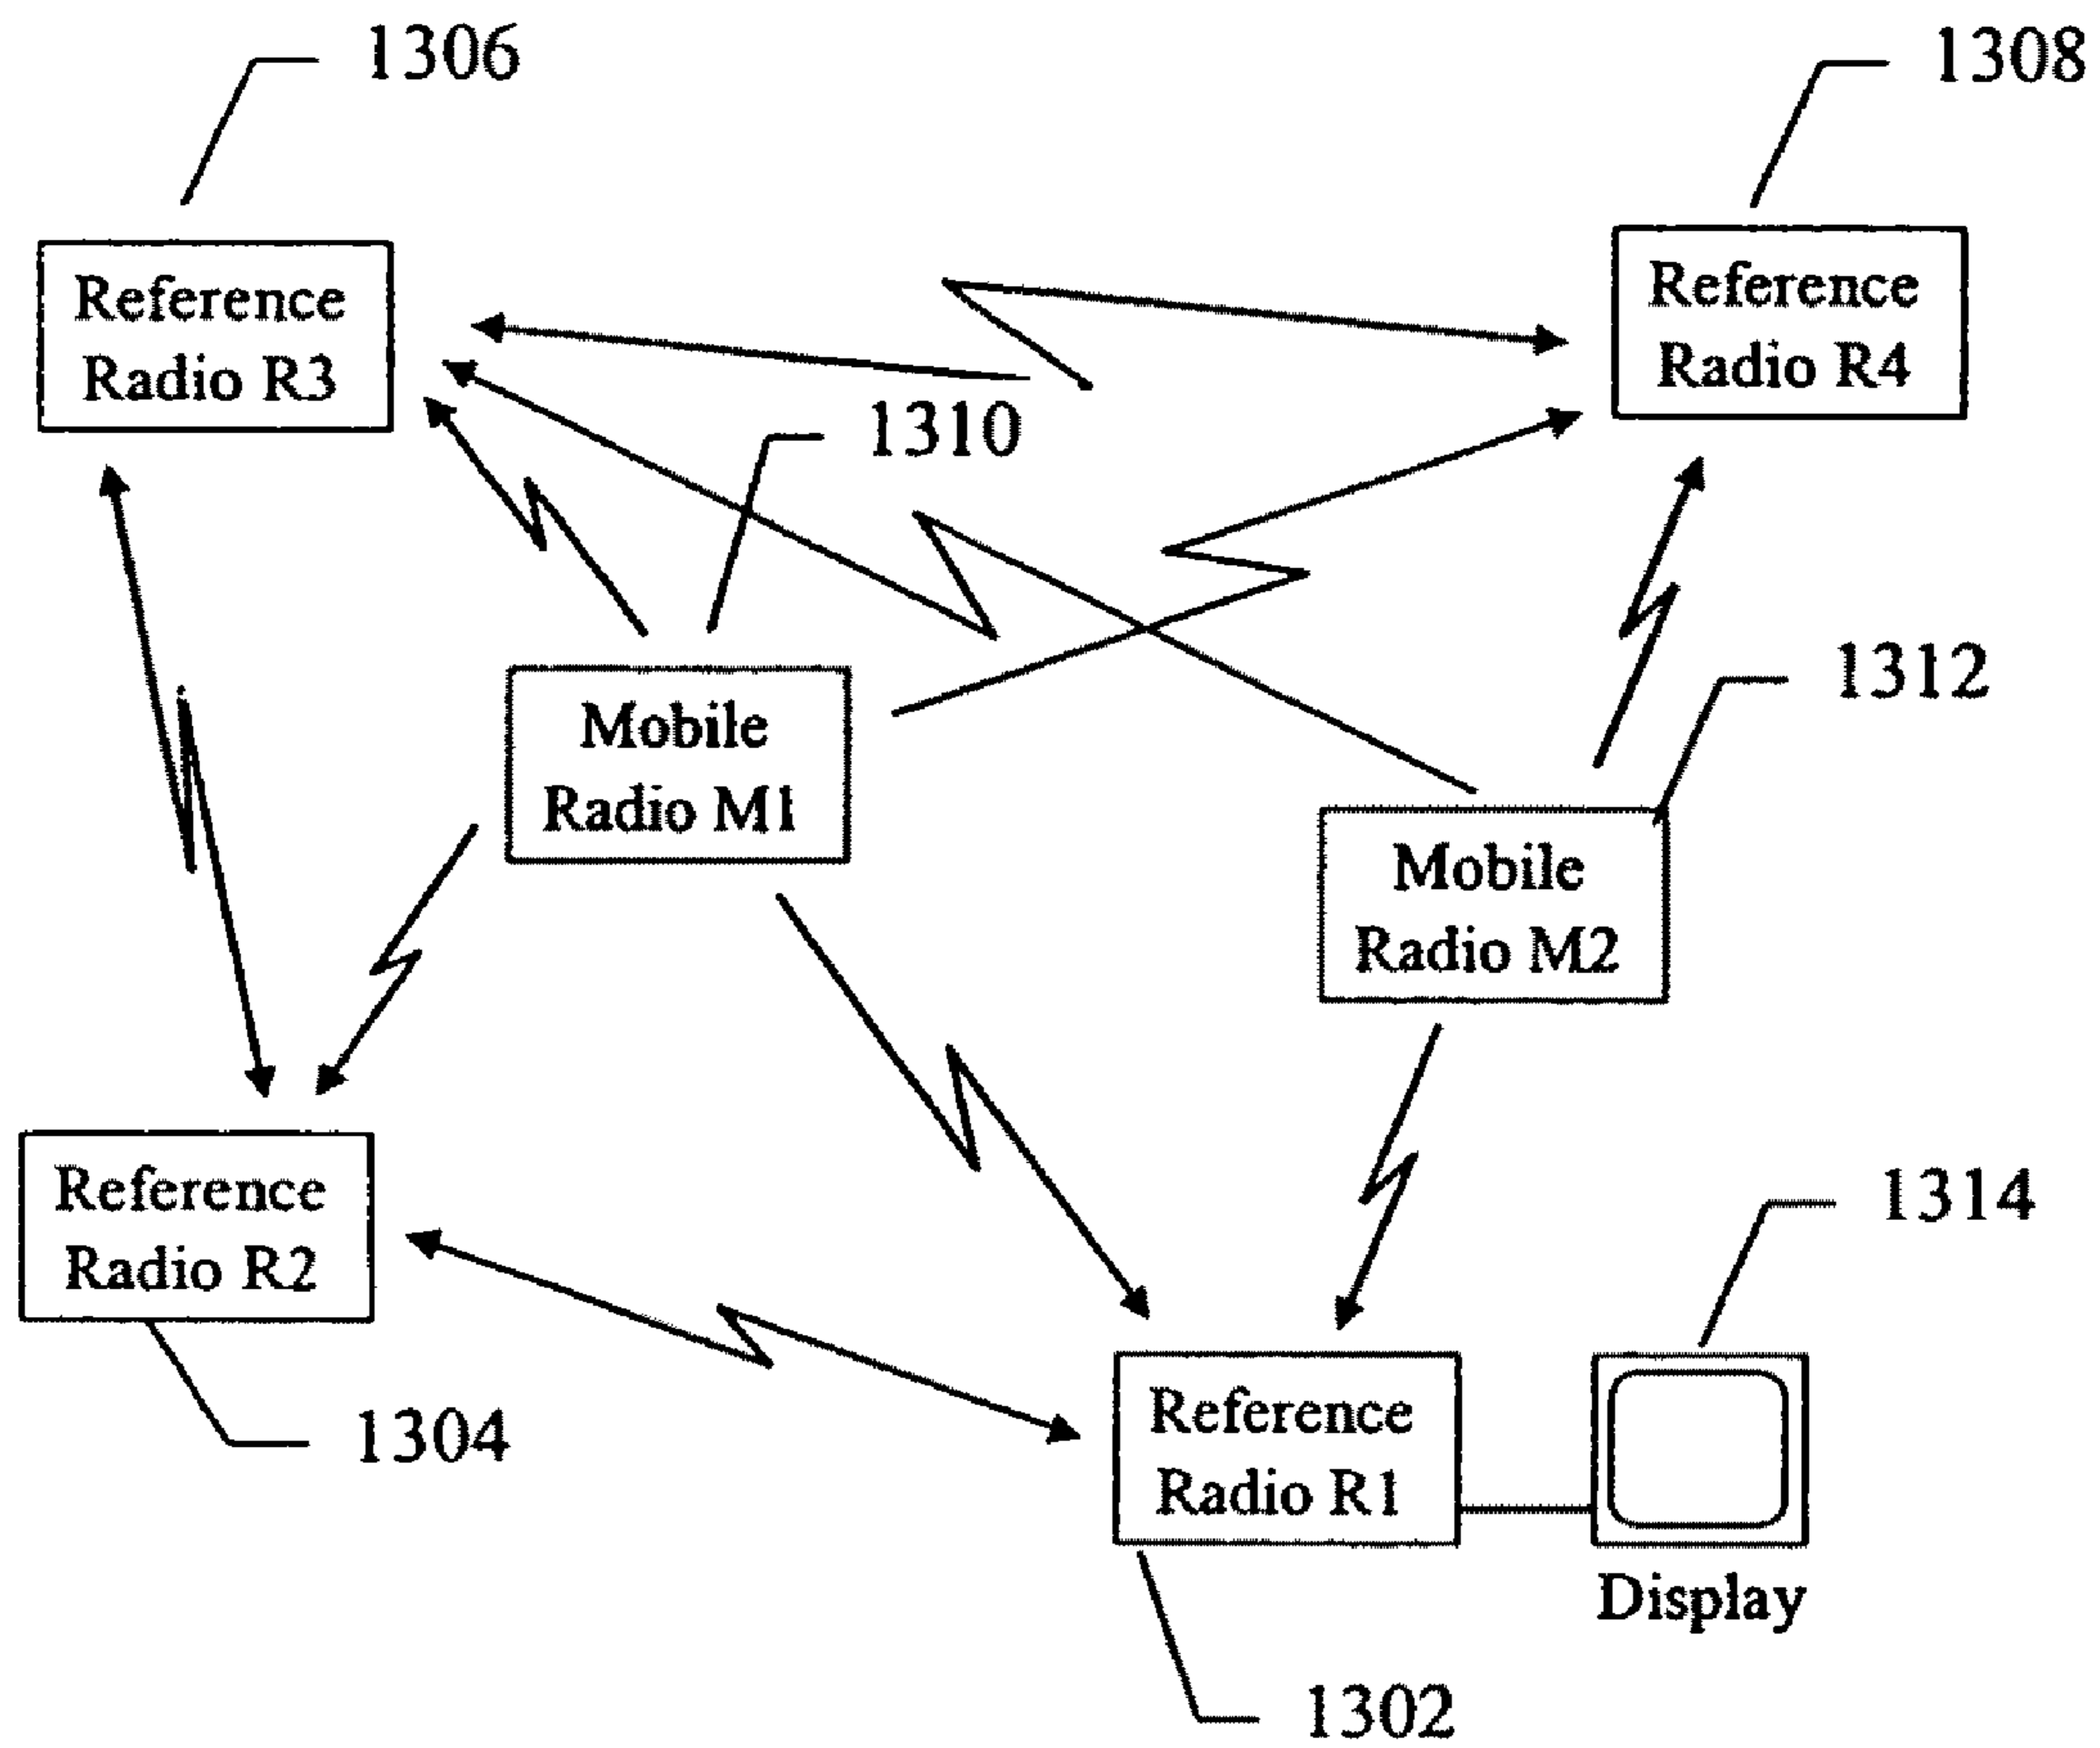 1306
1308
Reference
Radio R3
Reference
Radio R4
1310
1312
Mobile
Radio M1
Mobile
Radio M2
Reference
Radio R2
1314
1304
Reference
Radio R1
Display
1302